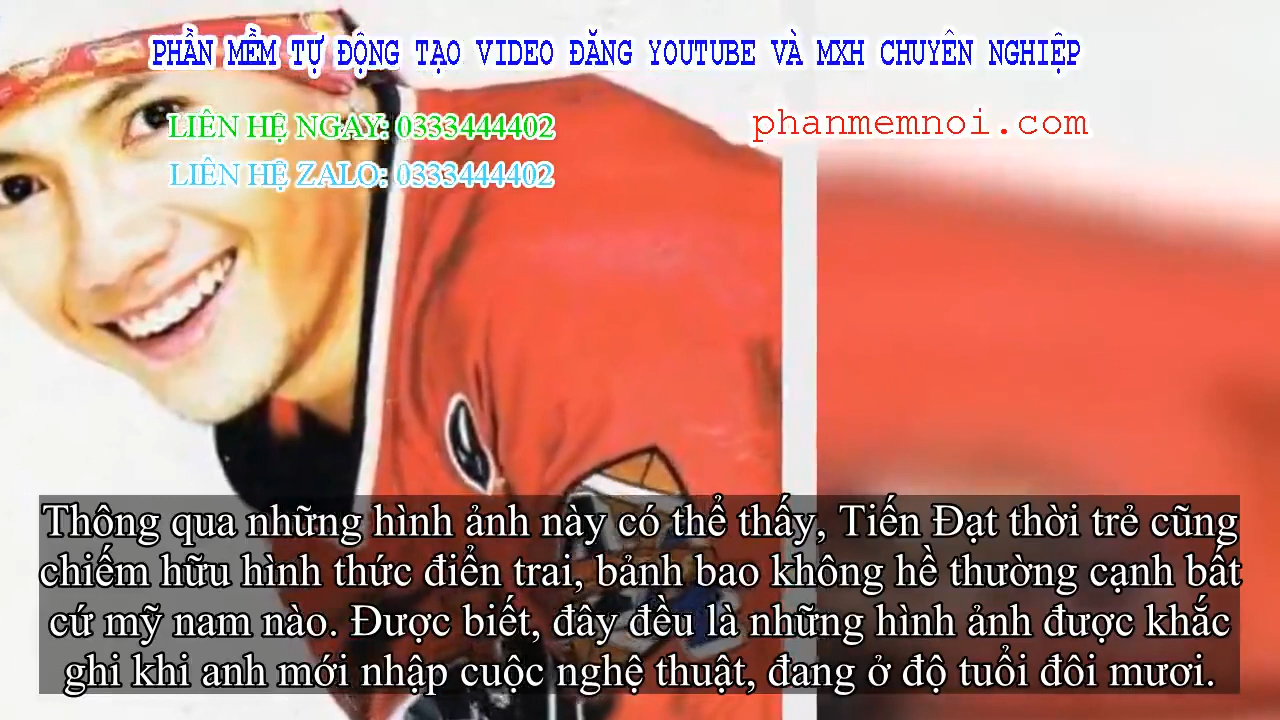 PHẦN MỀM TỰ ĐỘNG TẠO VIDEO ĐĂNG YOUTUBE VÀ MXH CHUYÊN NGHIỆP
LIÊN HỆ NGAY: 0333444402
phanmemnoi.com
LIÊN HỆ ZALO: 0333444402
Thông qua những hình ảnh này có thể thấy, Tiến Đạt thời trẻ cũng
chiếm hữu hình thức điển trai, bảnh bao không hề thường cạnh bất
cứ mỹ nam nào. Được biết, đây đều là những hình ảnh được khắc
ghi khi anh mới nhập cuộc nghệ thuật, đang ở độ tuổi đôi mươi.